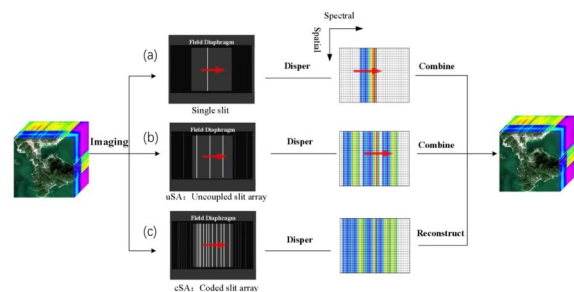 Spectral
Spatial
(a)
Field Diaphragm
Disper
Combine
Single slit
Imaging
(b)
Field Diaphragm
Disper
Combine
uSA：Uncoupled slit array
(c)
Field Diaphragm
Disper
Reconstruct
cSA：Coded slit array